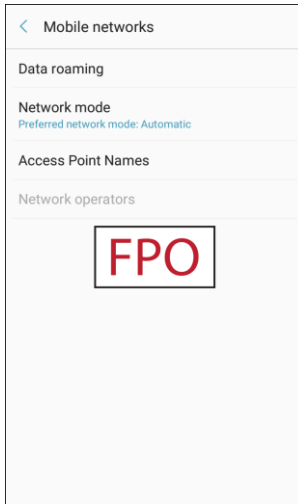 Mobile networks
Data roaming
Network mode
Preferred network mode: Automatic
Access Point Names
Network operators
FPO